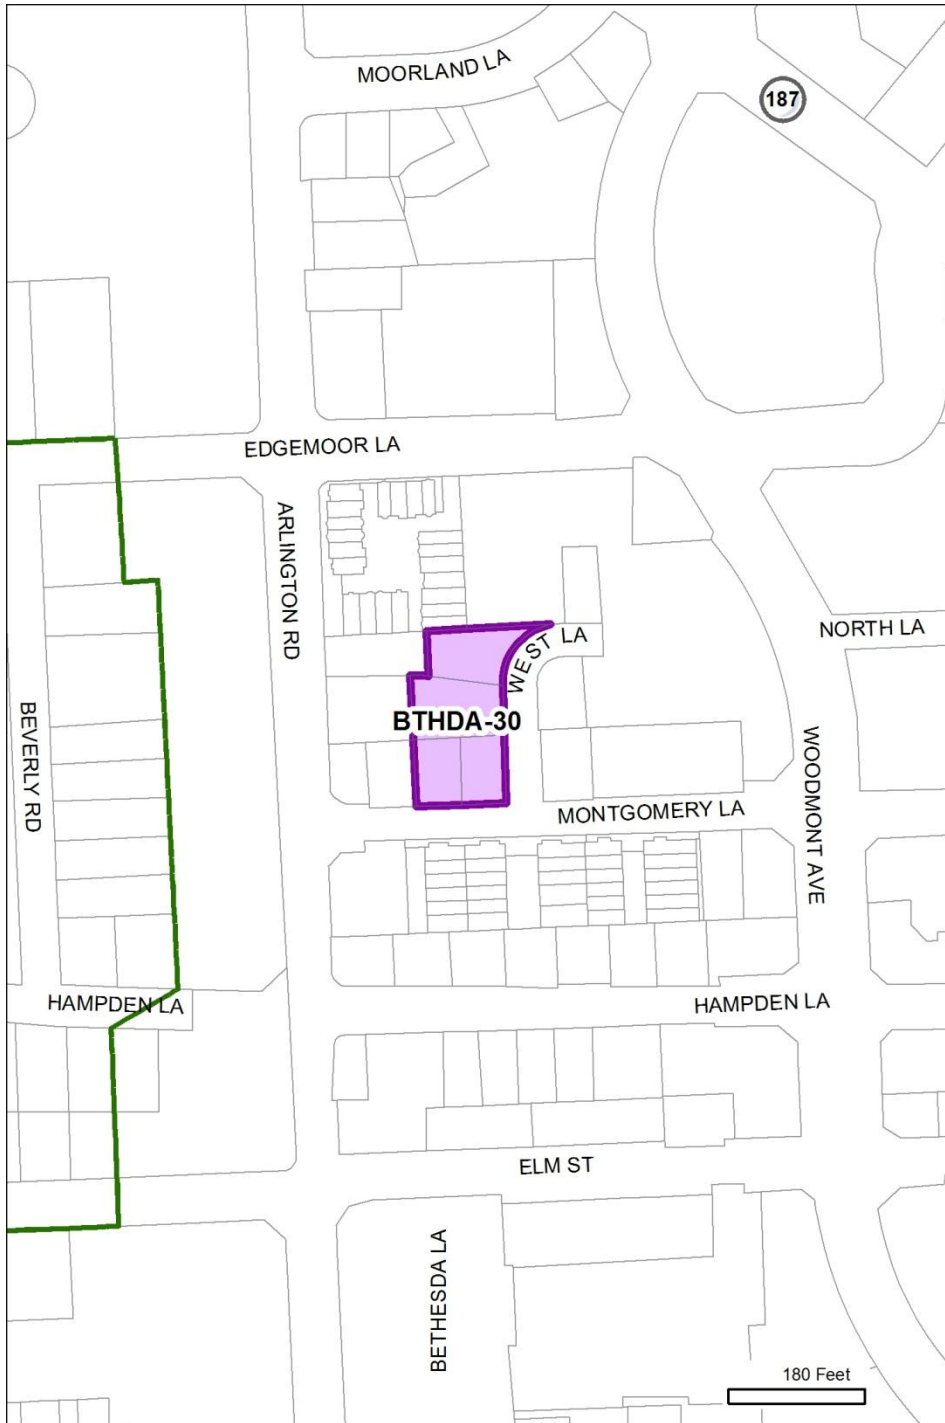 MOORLAND LA
187
EDGEMOOR LA
ARLINGTON RD
NORTH LA
WEST LA
BEVERLY RD
BTHDA-30
WOODMONT AVE
MONTGOMERY LA
HAMPDEN LA
HAMPDEN LA
ELM ST
BETHESDA LA
180 Feet